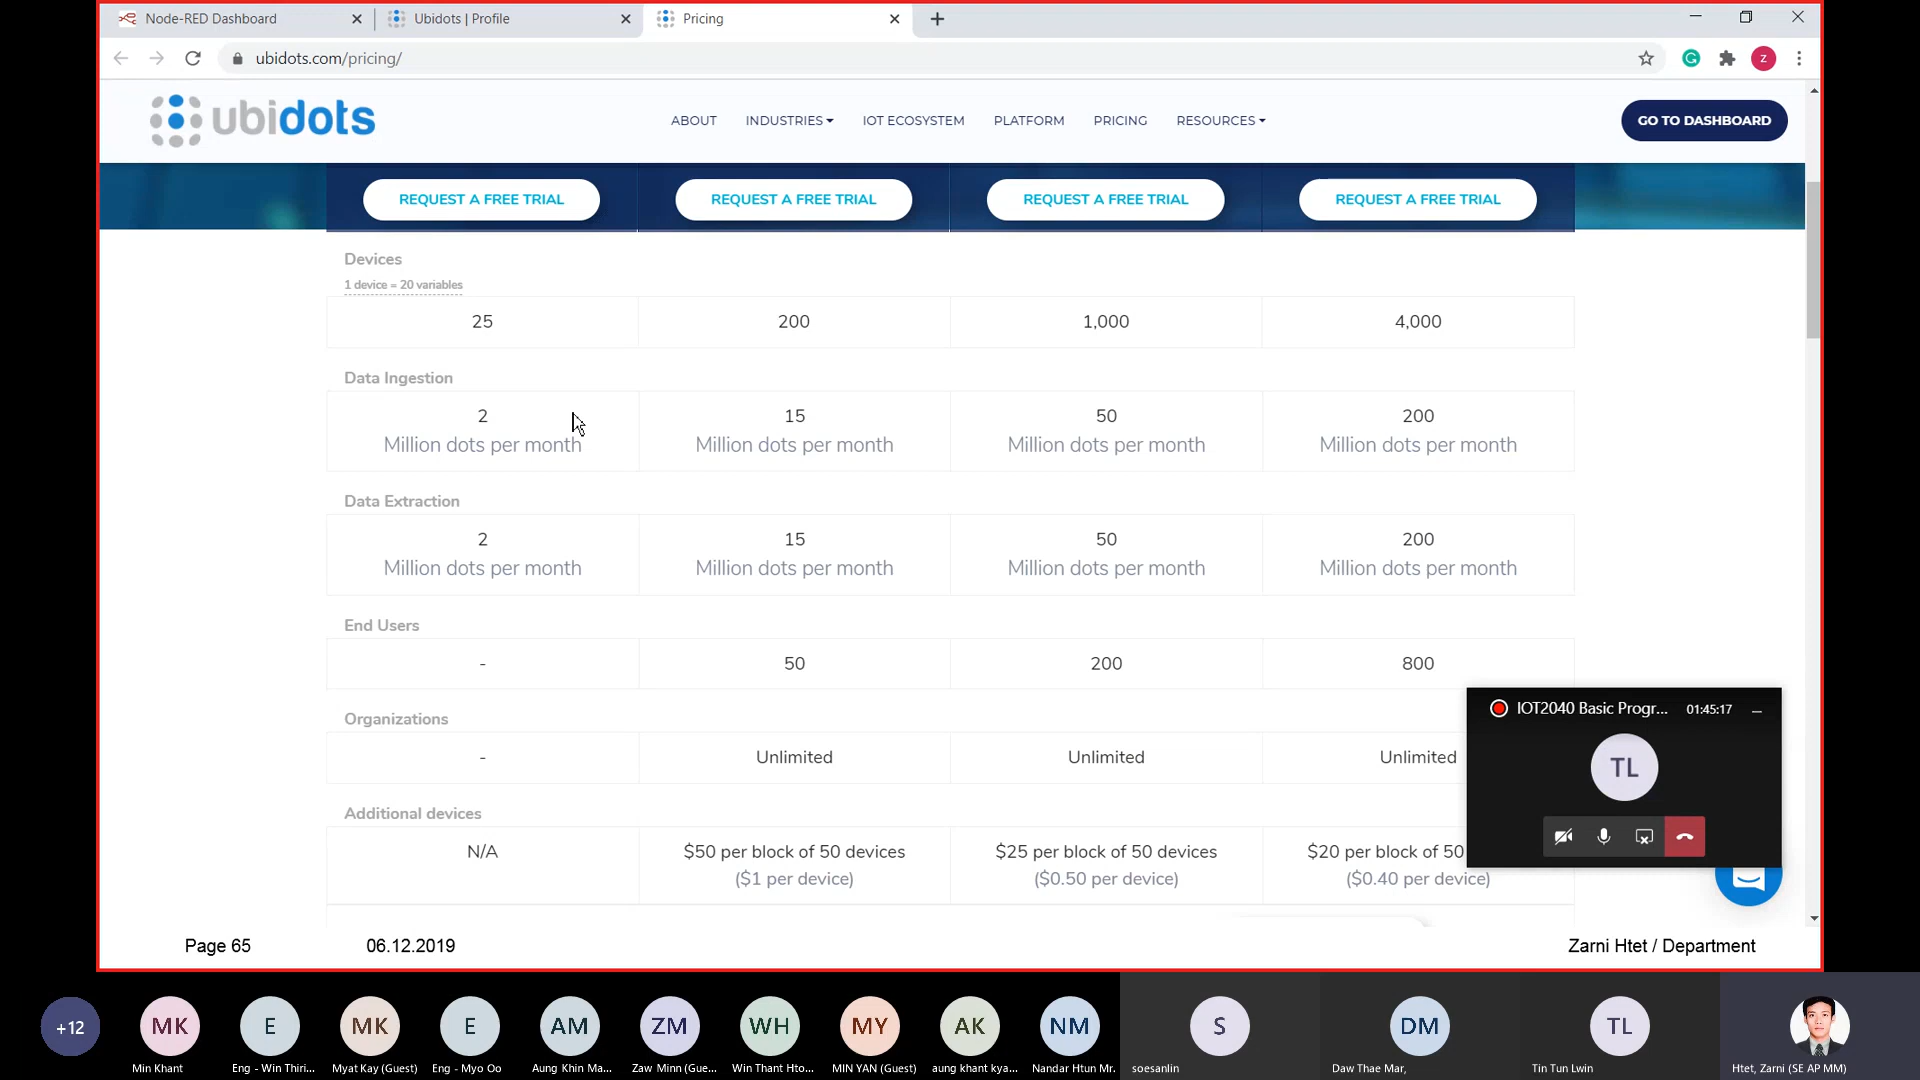 Node-RED Dashboard
Ubidots | Profile
Pricing
ubidots.com/pricing/
G
Z
ubidots
ABOUT
INDUSTRIES
IOT ECOSYSTEM
PLATFORM
PRICING
RESOURCES
GO TO DASHBOARD
REQUEST A FREE TRIAL
REQUEST A FREE TRIAL
REQUEST A FREE TRIAL
REQUEST A FREE TRIAL
Devices
1 device = 20 variables
25
200
1,000
4,000
Data Ingestion
2
Million dots per month
15
Million dots per month
50
Million dots per month
200
Million dots per month
Data Extraction
2
Million dots per month
15
Million dots per month
50
Million dots per month
200
Million dots per month
End Users
-
50
200
800
Organizations
-
Unlimited
Unlimited
Unlimited
Additional devices
N/A
$50 per block of 50 devices
($1 per device)
$25 per block of 50 devices
($0.50 per device)
$20 per block of 50
($0.40 per device)
IOT2040 Basic Progr...
01:45:17
TL
Page 65
06.12.2019
Zarni Htet / Department
+12
MK
E
MK
E
AM
ZM
WH
MY
AK
NM
S
DM
TL
Min Khant
Eng - Win Thiri...
Myat Kay (Guest)
Eng - Myo Oo
Aung Khin Ma...
Zaw Minn (Gue...
Win Thant Hto...
MIN YAN (Guest)
aung khant kya...
Nandar Htun Mr.
soesanlin
Daw Thae Mar,
Tin Tun Lwin
Htet, Zarni (SE AP MM)